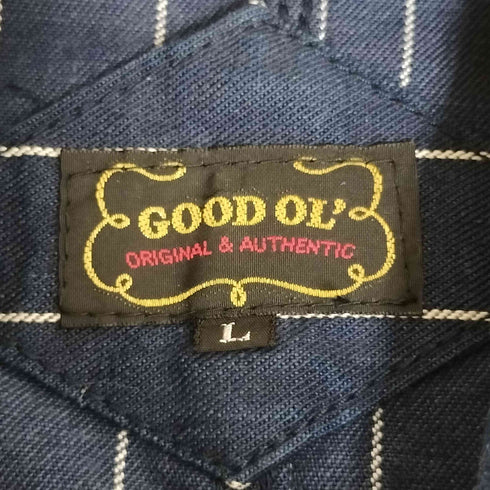 GOOD OL'
ORIGINAL & AUTHENTIC
L